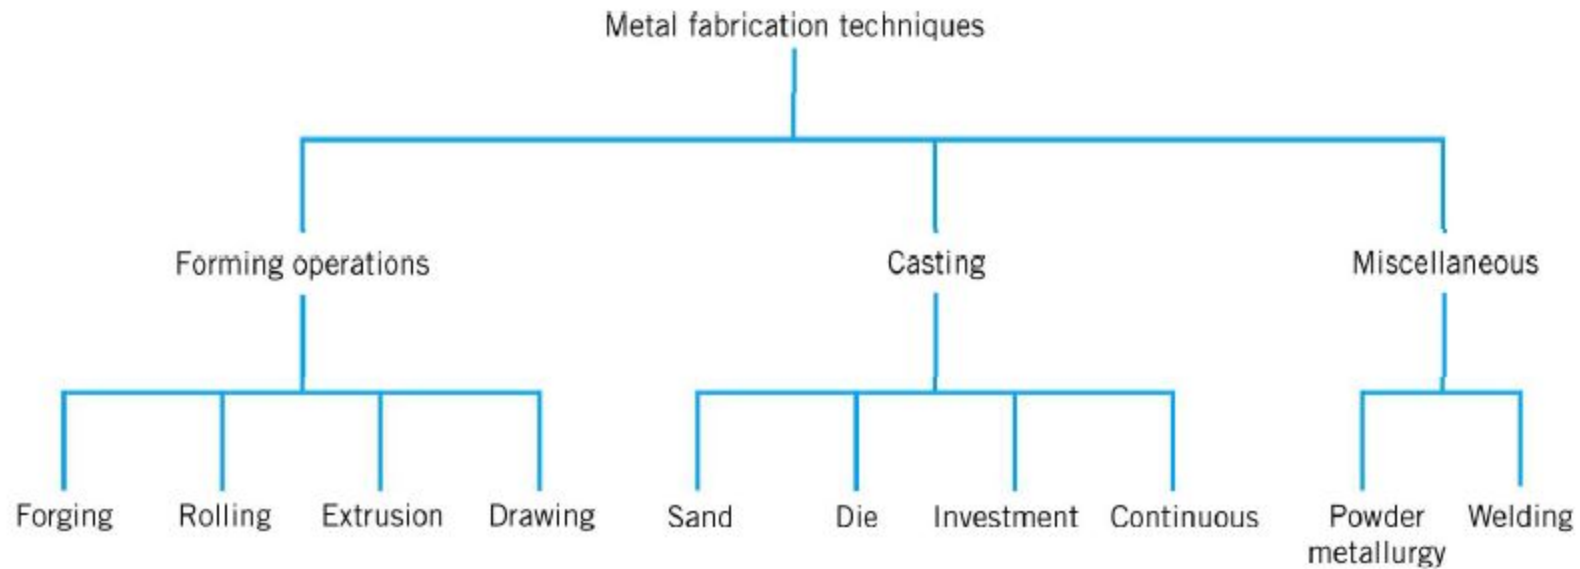 Metal fabrication techniques
Forming operations
Casting
Miscellaneous
Forging
Rolling
Extrusion
Drawing
Sand
Die
Investment
Continuous
Powder
metallurgy
Welding